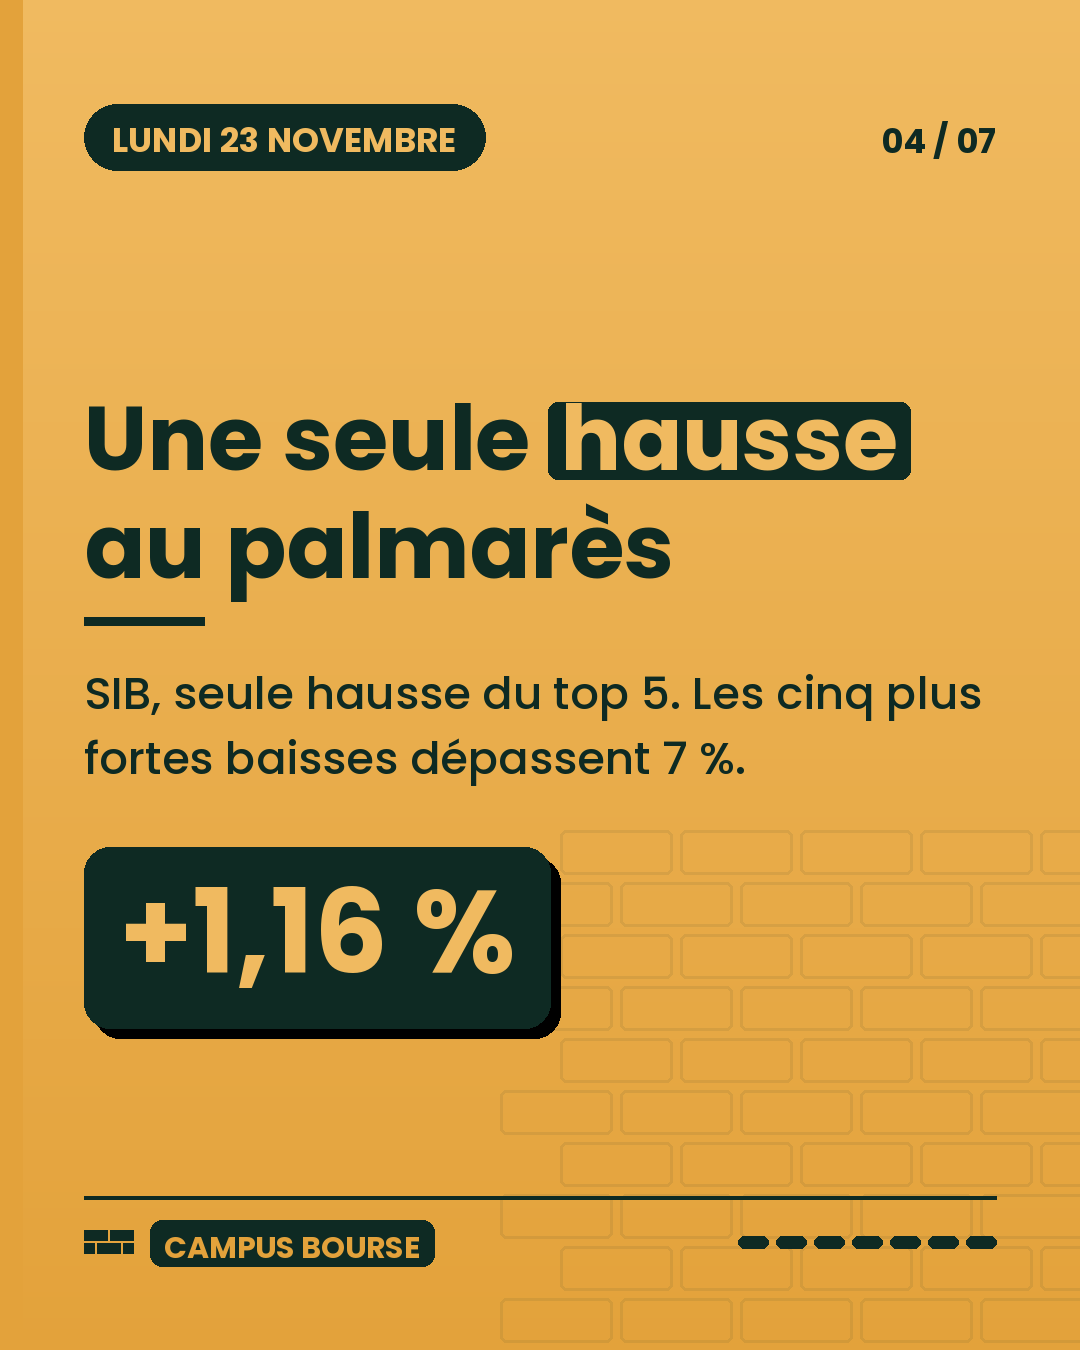 LUNDI 23 NOVEMBRE
04 / 07
Une seule hausse
au palmarès
SIB, seule hausse du top 5. Les cinq plus
fortes baisses dépassent 7 %.
+1,16 %
CAMPUS BOURSE